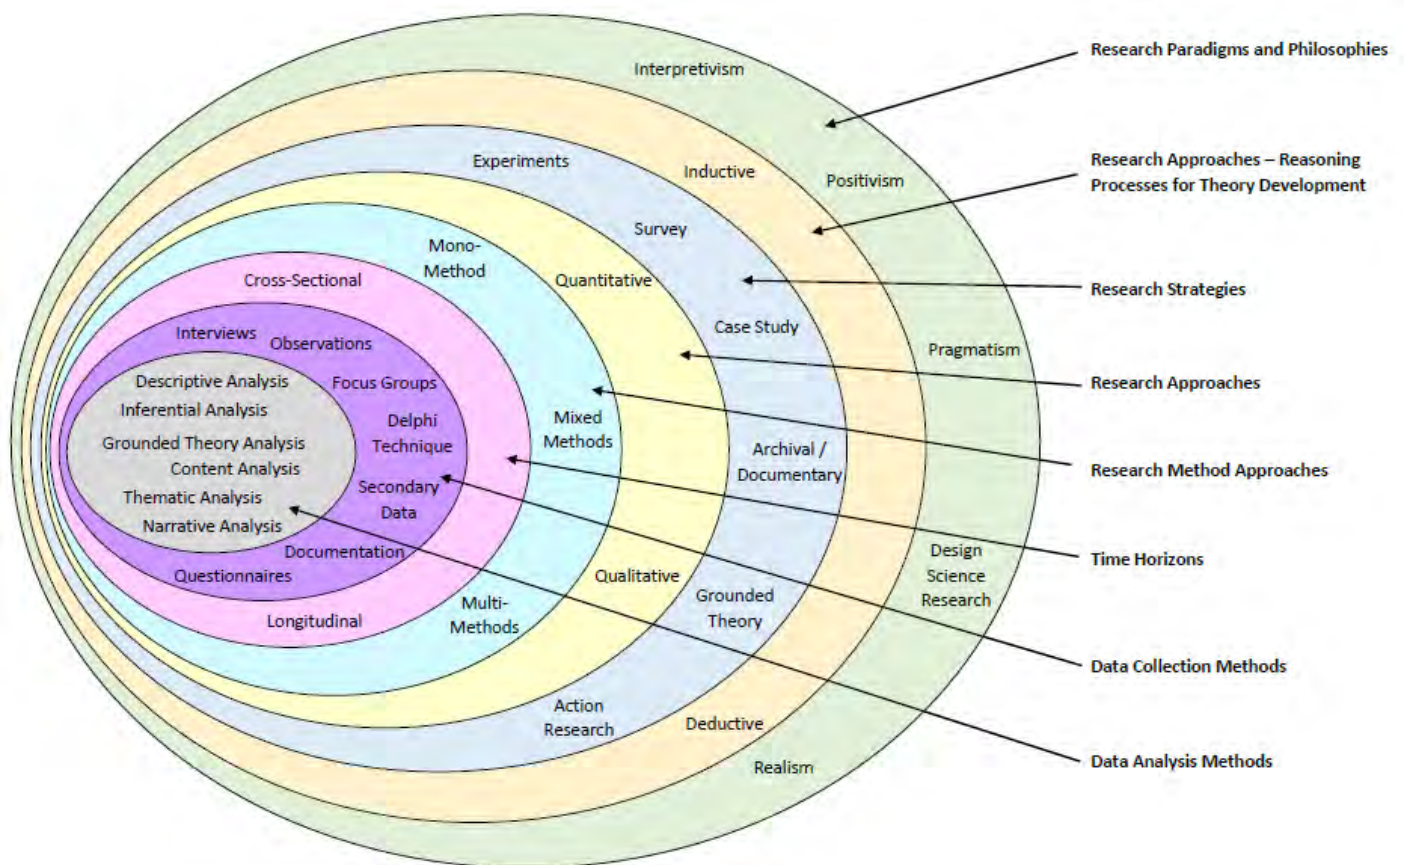 Research Paradigms and Philosophies
Interpretivism
Research Approaches – Reasoning
Processes for Theory Development
Experiments
Inductive
Positivism
Survey
Mono-
Method
Cross-Sectional
Quantitative
Research Strategies
Interviews
Observations
Case Study
Pragmatism
Descriptive Analysis
Focus Groups
Research Approaches
Inferential Analysis
Delphi
Technique
Mixed
Methods
Grounded Theory Analysis
Content Analysis
Archival /
Documentary
Research Method Approaches
Thematic Analysis
Secondary
Data
Narrative Analysis
Documentation
Design
Science
Research
Time Horizons
Questionnaires
Qualitative
Grounded
Theory
Longitudinal
Multi-
Methods
Data Collection Methods
Action
Research
Deductive
Realism
Data Analysis Methods